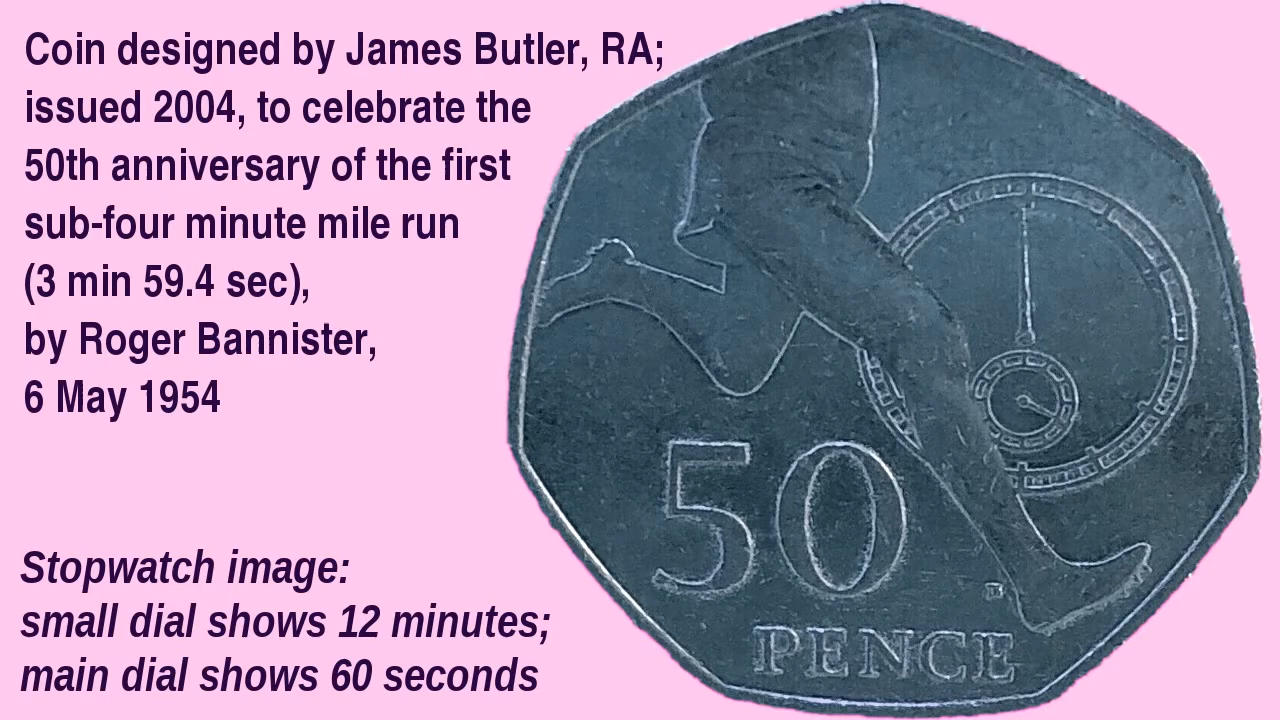 Coin designed by James Butler, RA;
issued 2004, to celebrate the
50th anniversary of the first
sub-four minute mile run
(3 min 59.4 sec),
by Roger Bannister,
6 May 1954
Stopwatch image:
small dial shows 12 minutes;
main dial shows 60 seconds
50
PENCE